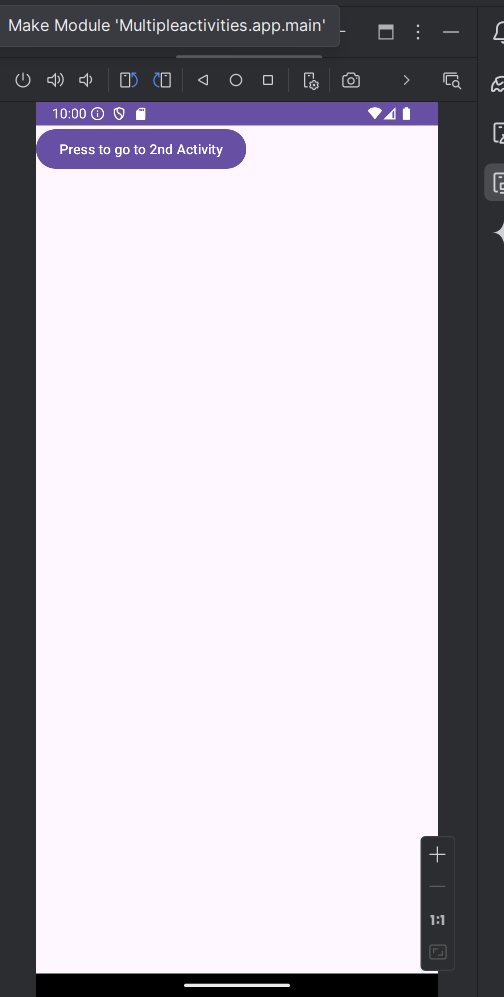 Make Module 'Multipleactivities.app.main'
10:00
Press to go to 2nd Activity
1:1